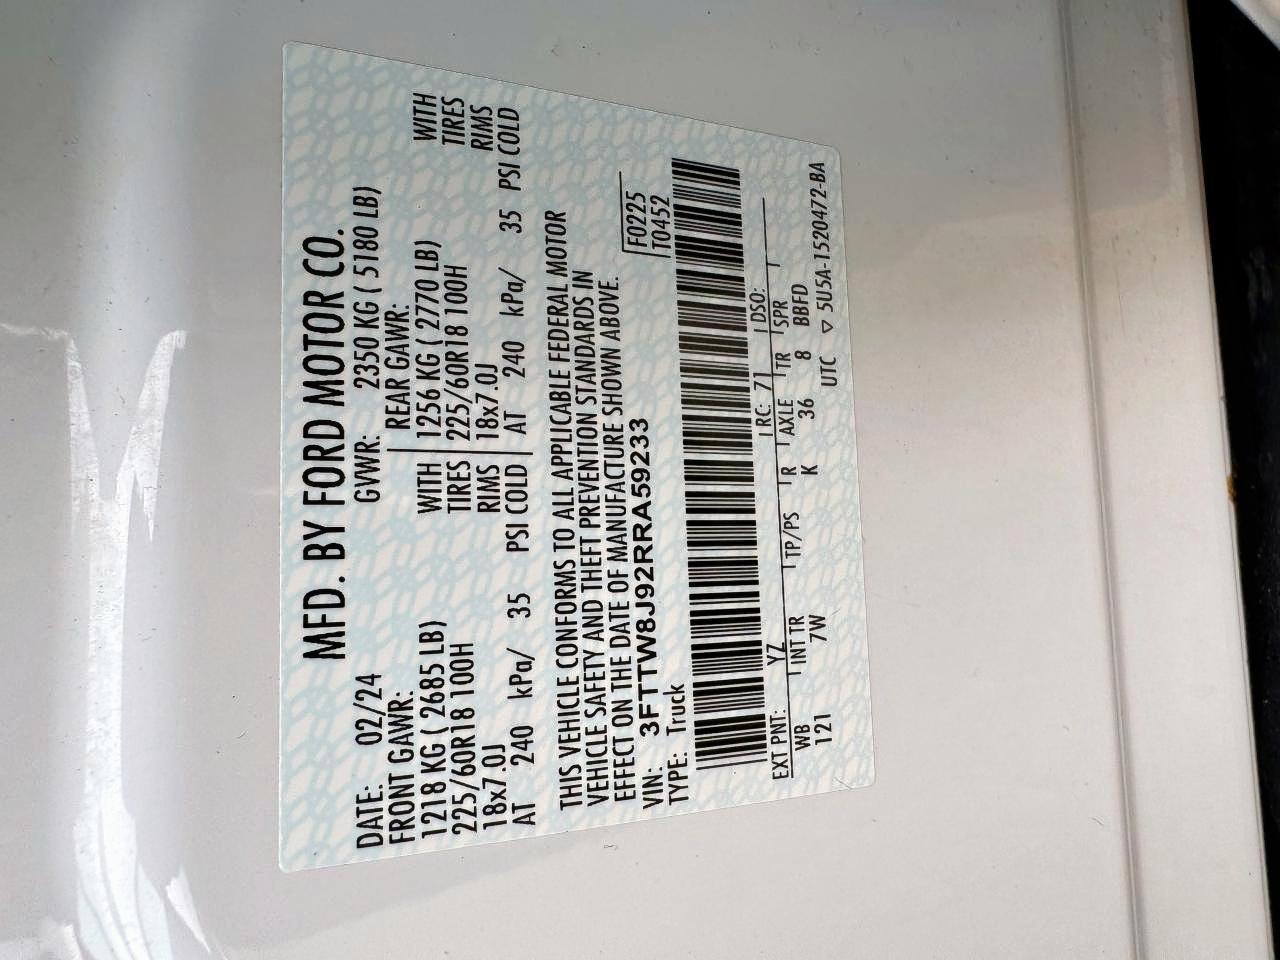 MFD. BY FORD MOTOR CO.
DATE: 02/24 GVWR: 2350 KG ( 5180 LB)
FRONT GAWR: REAR GAWR:
1218 KG ( 2685 LB) WITH 1256 KG ( 2770 LB) WITH
225/60R18 100H TIRES 225/60R18 100H TIRES
18x7.0J RIMS 18x7.0J RIMS
AT 240 kPa/ 35 PSI COLD AT 240 kPa/ 35 PSI COLD
THIS VEHICLE CONFORMS TO ALL APPLICABLE FEDERAL MOTOR
VEHICLE SAFETY AND THEFT PREVENTION STANDARDS IN
EFFECT ON THE DATE OF MANUFACTURE SHOWN ABOVE.
VIN: 3FTTW8J92RRA59233 F0225
TYPE: Truck T0452
EXT PNT: YZ RC: 71 DSO:
WB INT TR TP/PS R AXLE TR SPR
121 7W K 36 8 BBFD
UTC ▽ 5U5A-1520472-BA